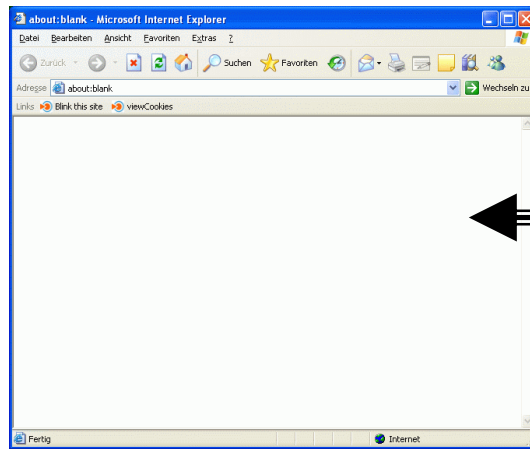 about:blank - Microsoft Internet Explorer
Datei Bearbeiten Ansicht Favoriten Extras ?
Zurück Suchen Favoriten
Adresse about:blank Wechseln zu
Links Blink this site viewCookies
Fertig Internet